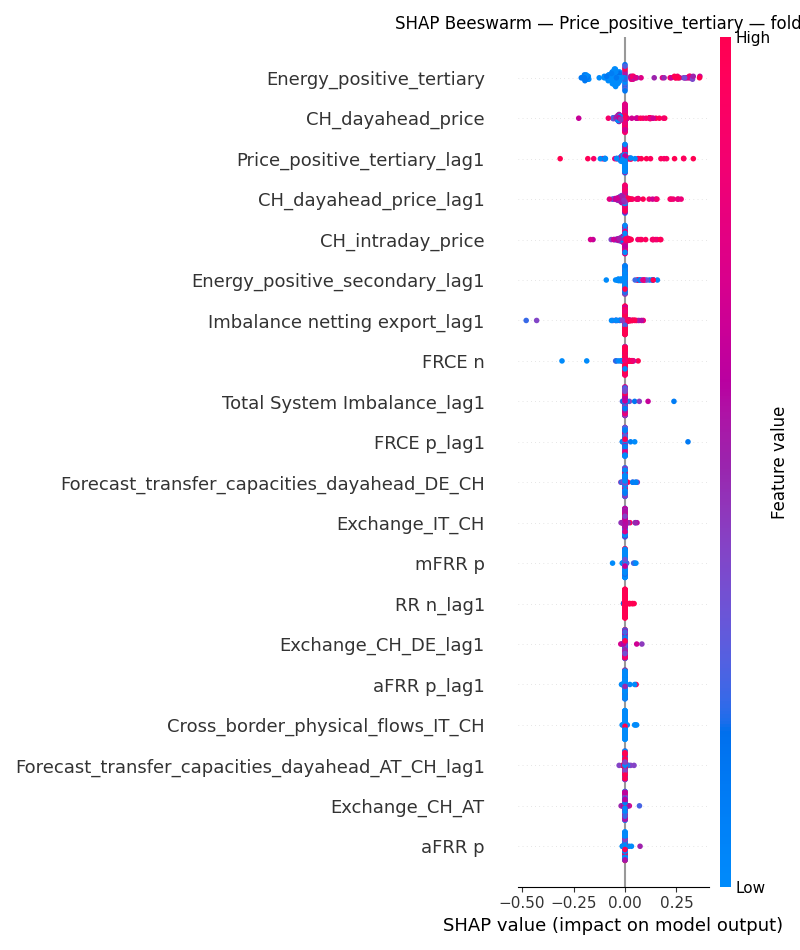 SHAP Beeswarm — Price_positive_tertiary — fold
High
Energy_positive_tertiary
CH_dayahead_price
Price_positive_tertiary_lag1
CH_dayahead_price_lag1
CH_intraday_price
Energy_positive_secondary_lag1
Imbalance netting export_lag1
FRCE n
Total System Imbalance_lag1
FRCE p_lag1
Forecast_transfer_capacities_dayahead_DE_CH
Exchange_IT_CH
mFRR p
RR n_lag1
Exchange_CH_DE_lag1
aFRR p_lag1
Cross_border_physical_flows_IT_CH
Forecast_transfer_capacities_dayahead_AT_CH_lag1
Exchange_CH_AT
aFRR p
Feature value
Low
−0.50 −0.25 0.00 0.25
SHAP value (impact on model output)